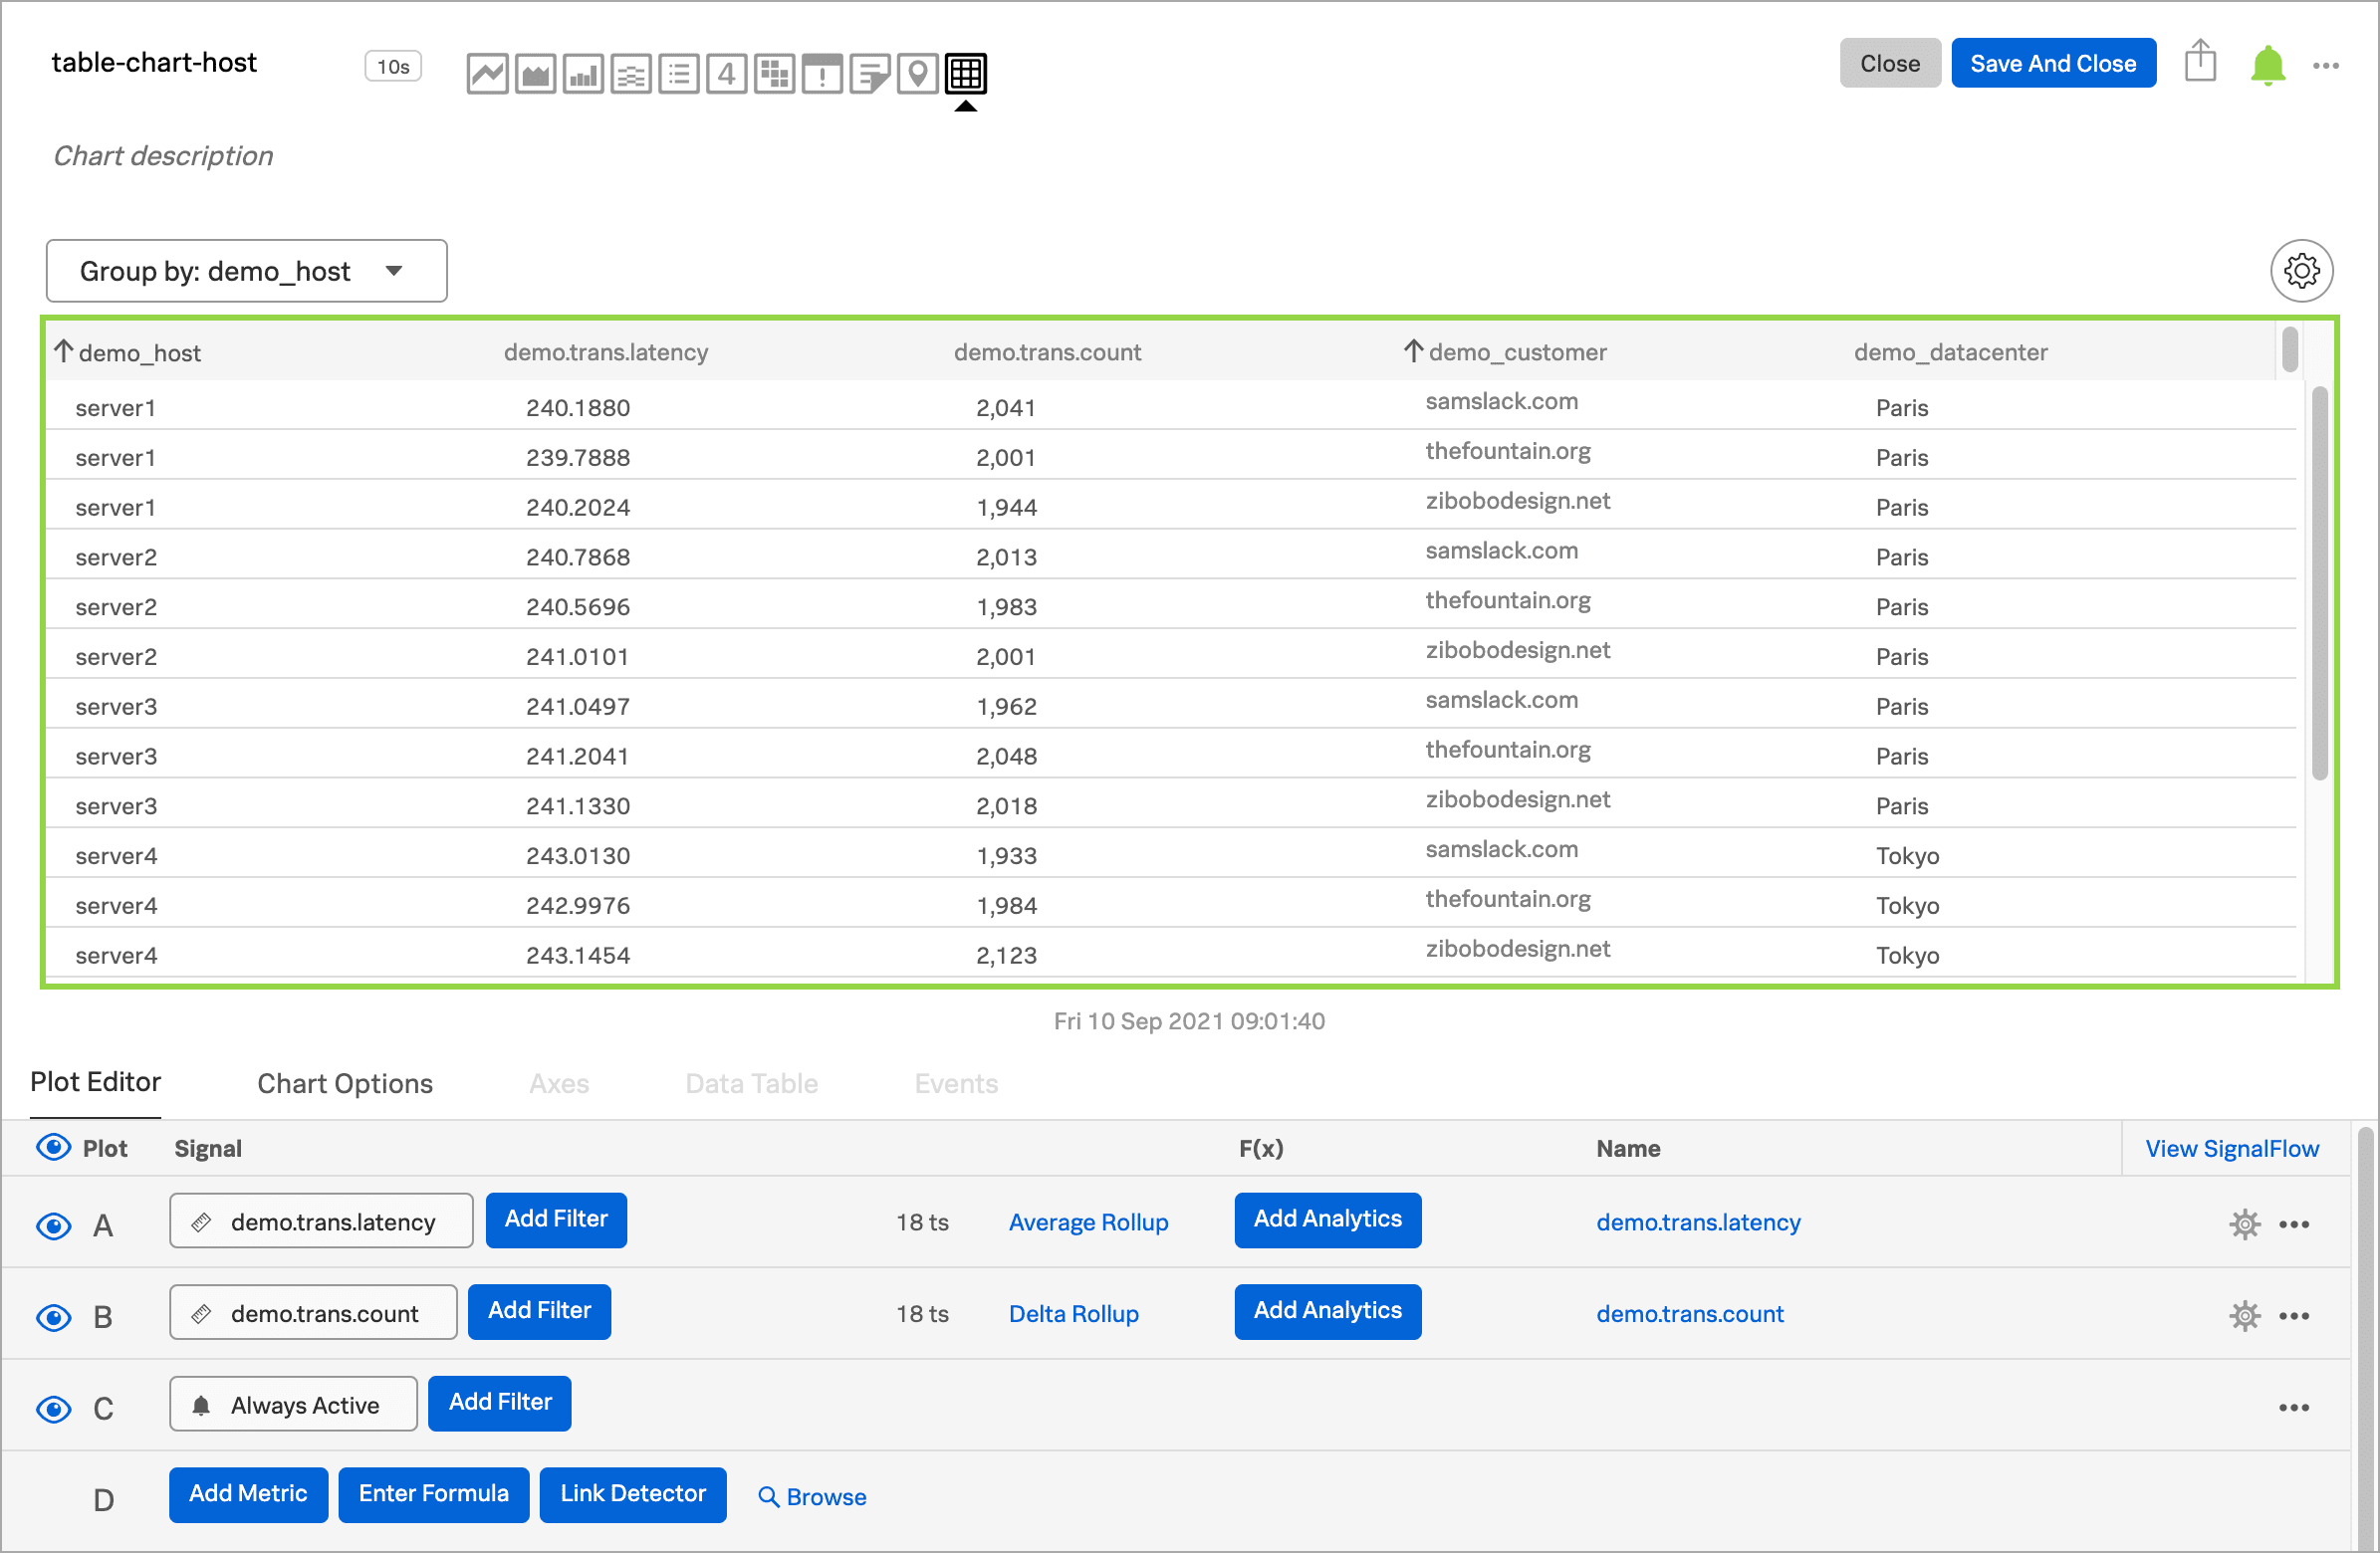 table-chart-host 10s 4 Close Save And Close
Chart description
Group by: demo_host
demo_host demo.trans.latency demo.trans.count demo_customer demo_datacenter
server1 240.1880 2,041 samslack.com Paris
server1 239.7888 2,001 thefountain.org Paris
server1 240.2024 1,944 zibobodesign.net Paris
server2 240.7868 2,013 samslack.com Paris
server2 240.5696 1,983 thefountain.org Paris
server2 241.0101 2,001 zibobodesign.net Paris
server3 241.0497 1,962 samslack.com Paris
server3 241.2041 2,048 thefountain.org Paris
server3 241.1330 2,018 zibobodesign.net Paris
server4 243.0130 1,933 samslack.com Tokyo
server4 242.9976 1,984 thefountain.org Tokyo
server4 243.1454 2,123 zibobodesign.net Tokyo
Fri 10 Sep 2021 09:01:40
Plot Editor Chart Options Axes Data Table Events
Plot Signal F(x) Name View SignalFlow
A demo.trans.latency Add Filter 18 ts Average Rollup Add Analytics demo.trans.latency
B demo.trans.count Add Filter 18 ts Delta Rollup Add Analytics demo.trans.count
C Always Active Add Filter
D Add Metric Enter Formula Link Detector Browse